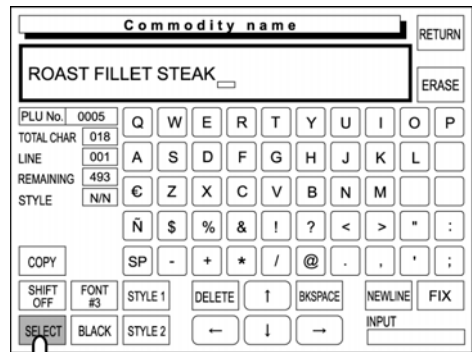 Commodity name
RETURN
ROAST FILLET STEAK
ERASE
PLU No. 0005
TOTAL CHAR 018
LINE 001
REMAINING 493
STYLE N/N
Q W E R T Y U I O P
A S D F G H J K L
€ Z X C V B N M
Ñ $ % & ! ? < > " :
COPY SP - + * / @ . , ' ;
SHIFT OFF FONT #3 STYLE 1 DELETE ↑ BKSPACE NEWLINE FIX
SELECT BLACK STYLE 2 ← ↓ → INPUT